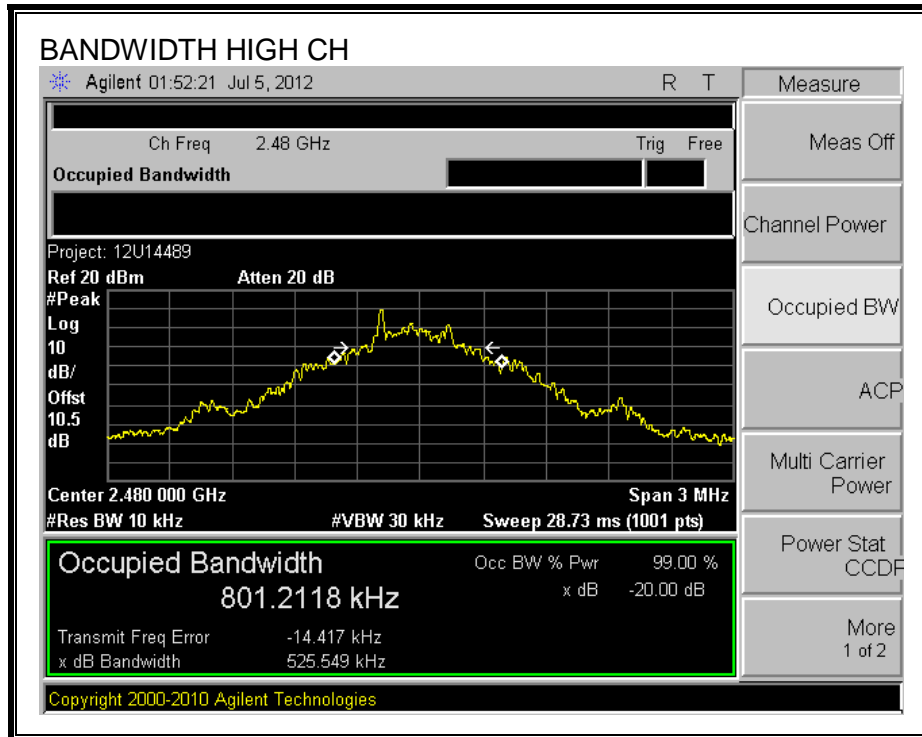 BANDWIDTH HIGH CH
Agilent 01:52:21 Jul 5, 2012 R T
Measure
Ch Freq 2.48 GHz Trig Free
Occupied Bandwidth
Meas Off
Channel Power
Occupied BW
ACP
Multi Carrier
Power
Power Stat
CCDF
More
1 of 2
Project: 12U14489
Ref 20 dBm Atten 20 dB
#Peak
Log
10
dB/
Offst
10.5
dB
Center 2.480 000 GHz Span 3 MHz
#Res BW 10 kHz #VBW 30 kHz Sweep 28.73 ms (1001 pts)
Occupied Bandwidth
801.2118 kHz
Occ BW % Pwr 99.00 %
x dB -20.00 dB
Transmit Freq Error -14.417 kHz
x dB Bandwidth 525.549 kHz
Copyright 2000-2010 Agilent Technologies